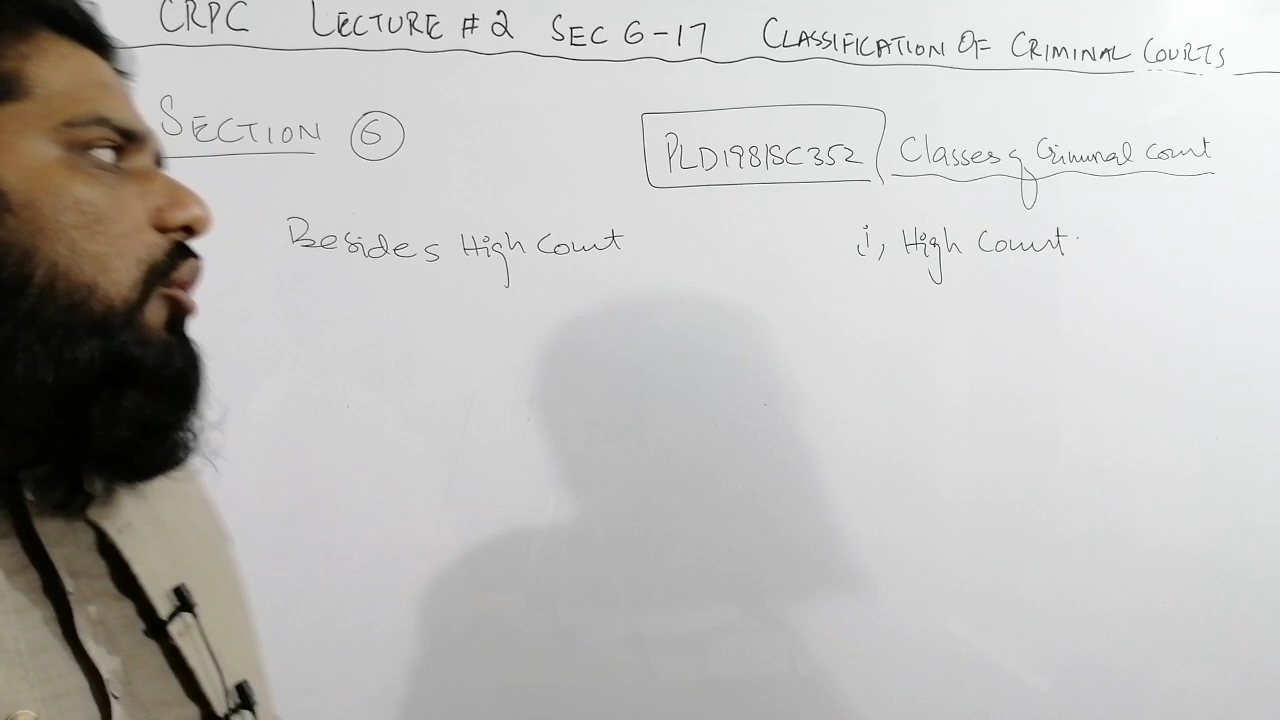 CRPC LECTURE # 2 SEC 6-17 CLASSIFICATION OF CRIMINAL COURTS
SECTION 6
PLD1981SC352 Classes of Criminal Court
Besides High Court
i, High Court